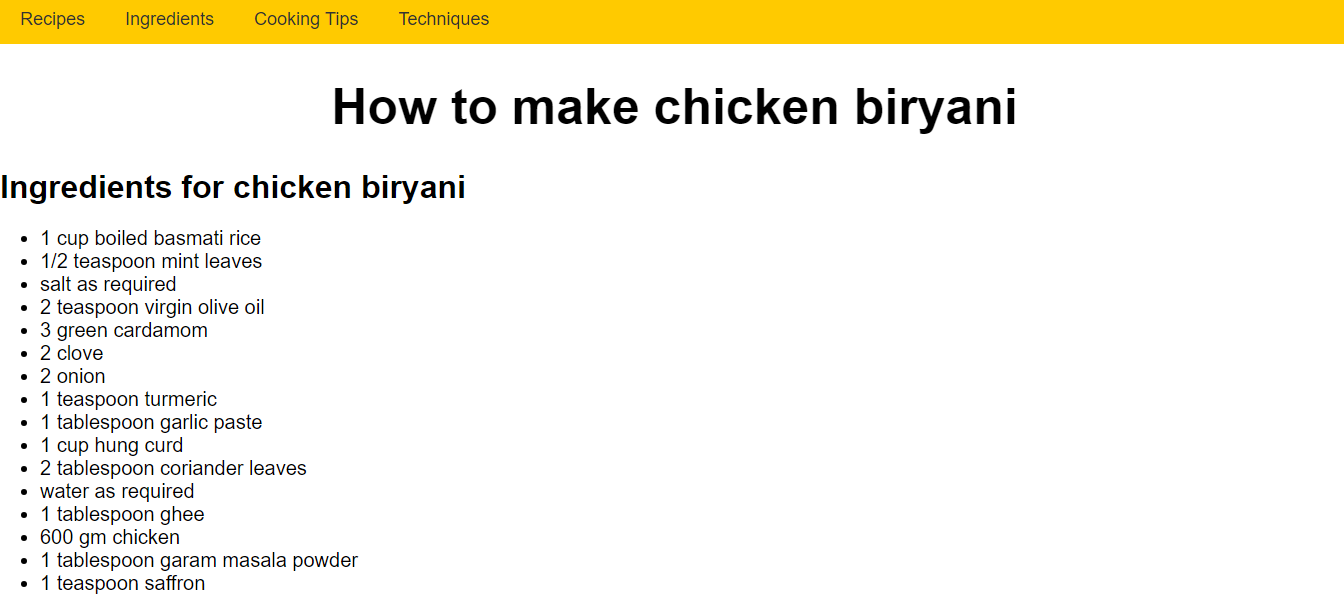 Recipes Ingredients Cooking Tips Techniques
How to make chicken biryani
Ingredients for chicken biryani
1 cup boiled basmati rice
1/2 teaspoon mint leaves
salt as required
2 teaspoon virgin olive oil
3 green cardamom
2 clove
2 onion
1 teaspoon turmeric
1 tablespoon garlic paste
1 cup hung curd
2 tablespoon coriander leaves
water as required
1 tablespoon ghee
600 gm chicken
1 tablespoon garam masala powder
1 teaspoon saffron